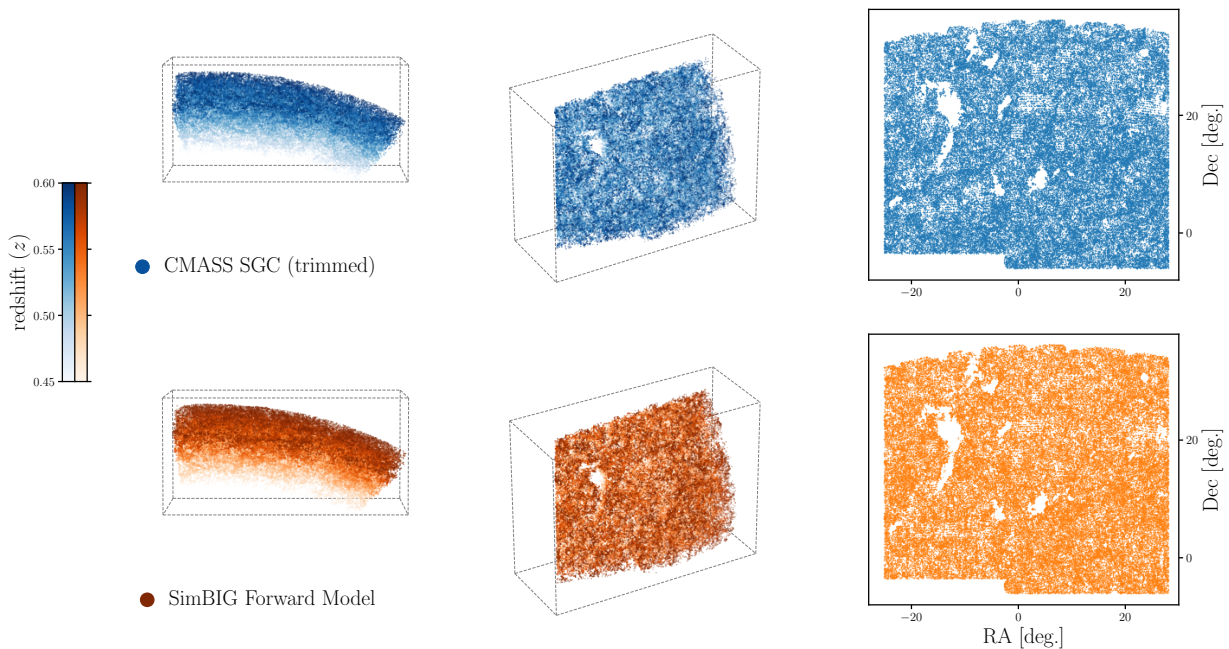 20
Dec [deg.]
0
−20
0
20
0.60
0.55
0.50
0.45
redshift (z)
CMASS SGC (trimmed)
20
Dec [deg.]
0
−20
0
20
RA [deg.]
SimBIG Forward Model